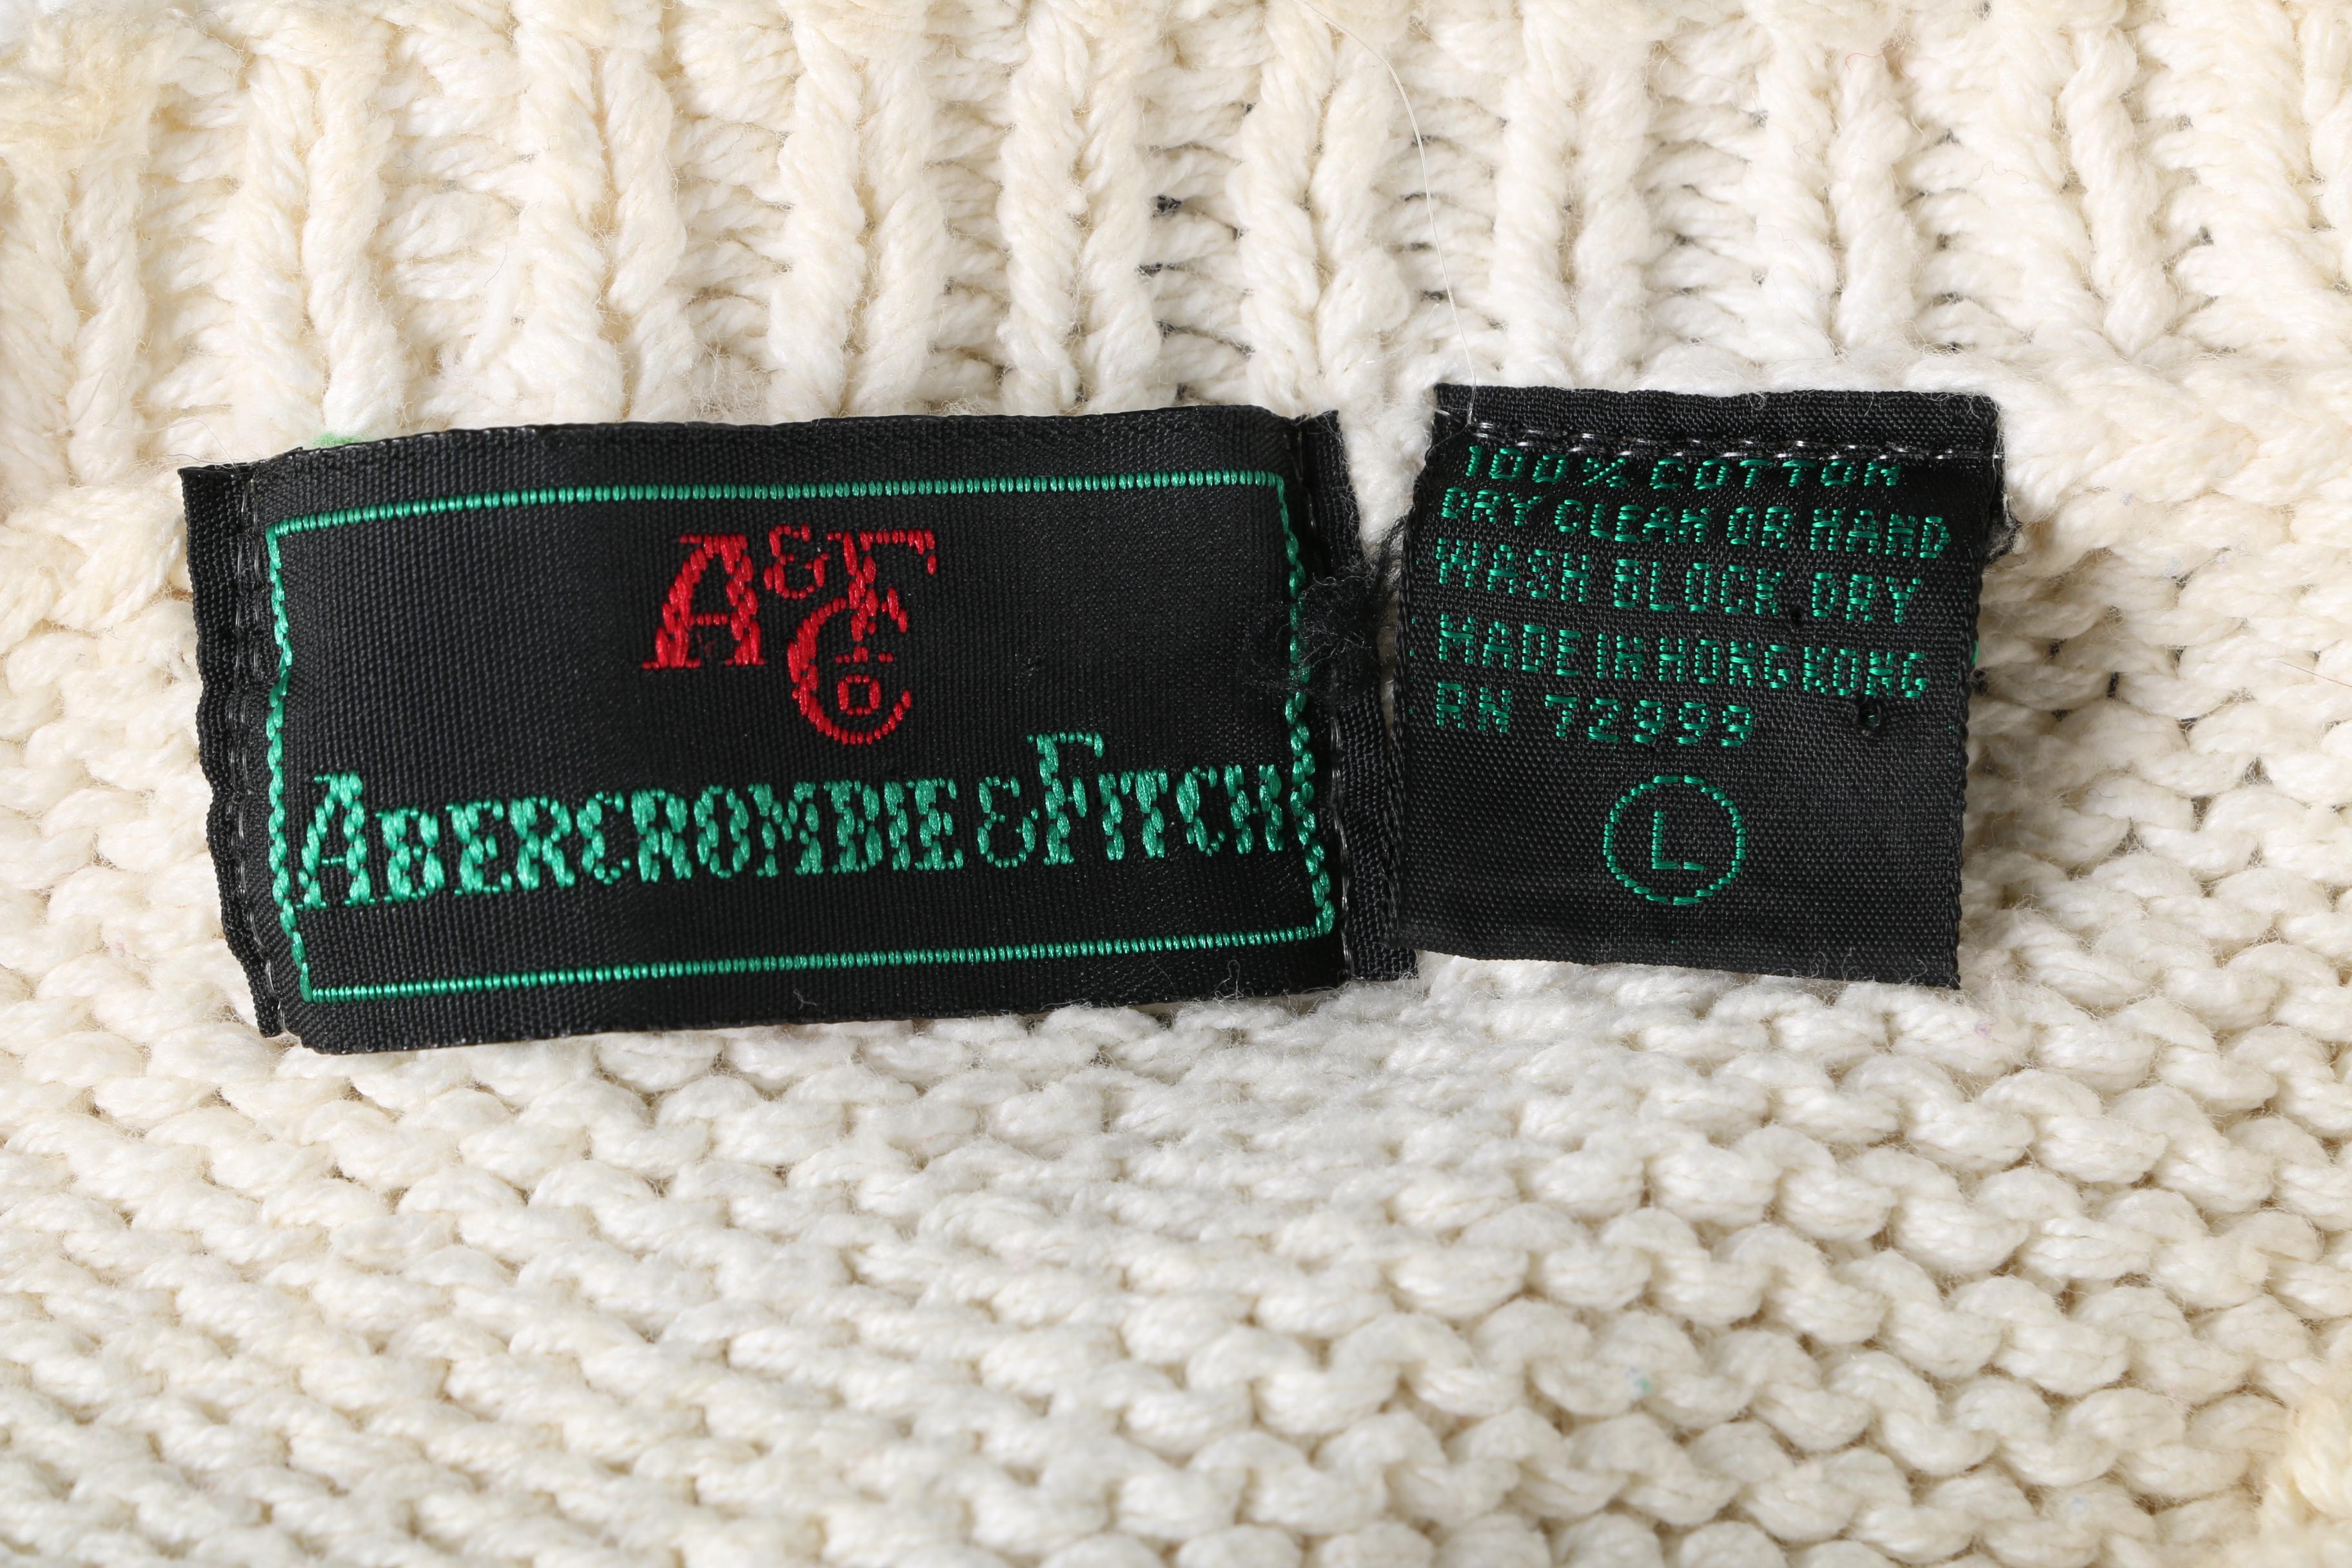 A&F
Co
ABERCROMBIE & FITCH
100% COTTON
DRY CLEAN OR HAND
WASH BLOCK DRY
MADE IN HONG KONG
RN 72999
L